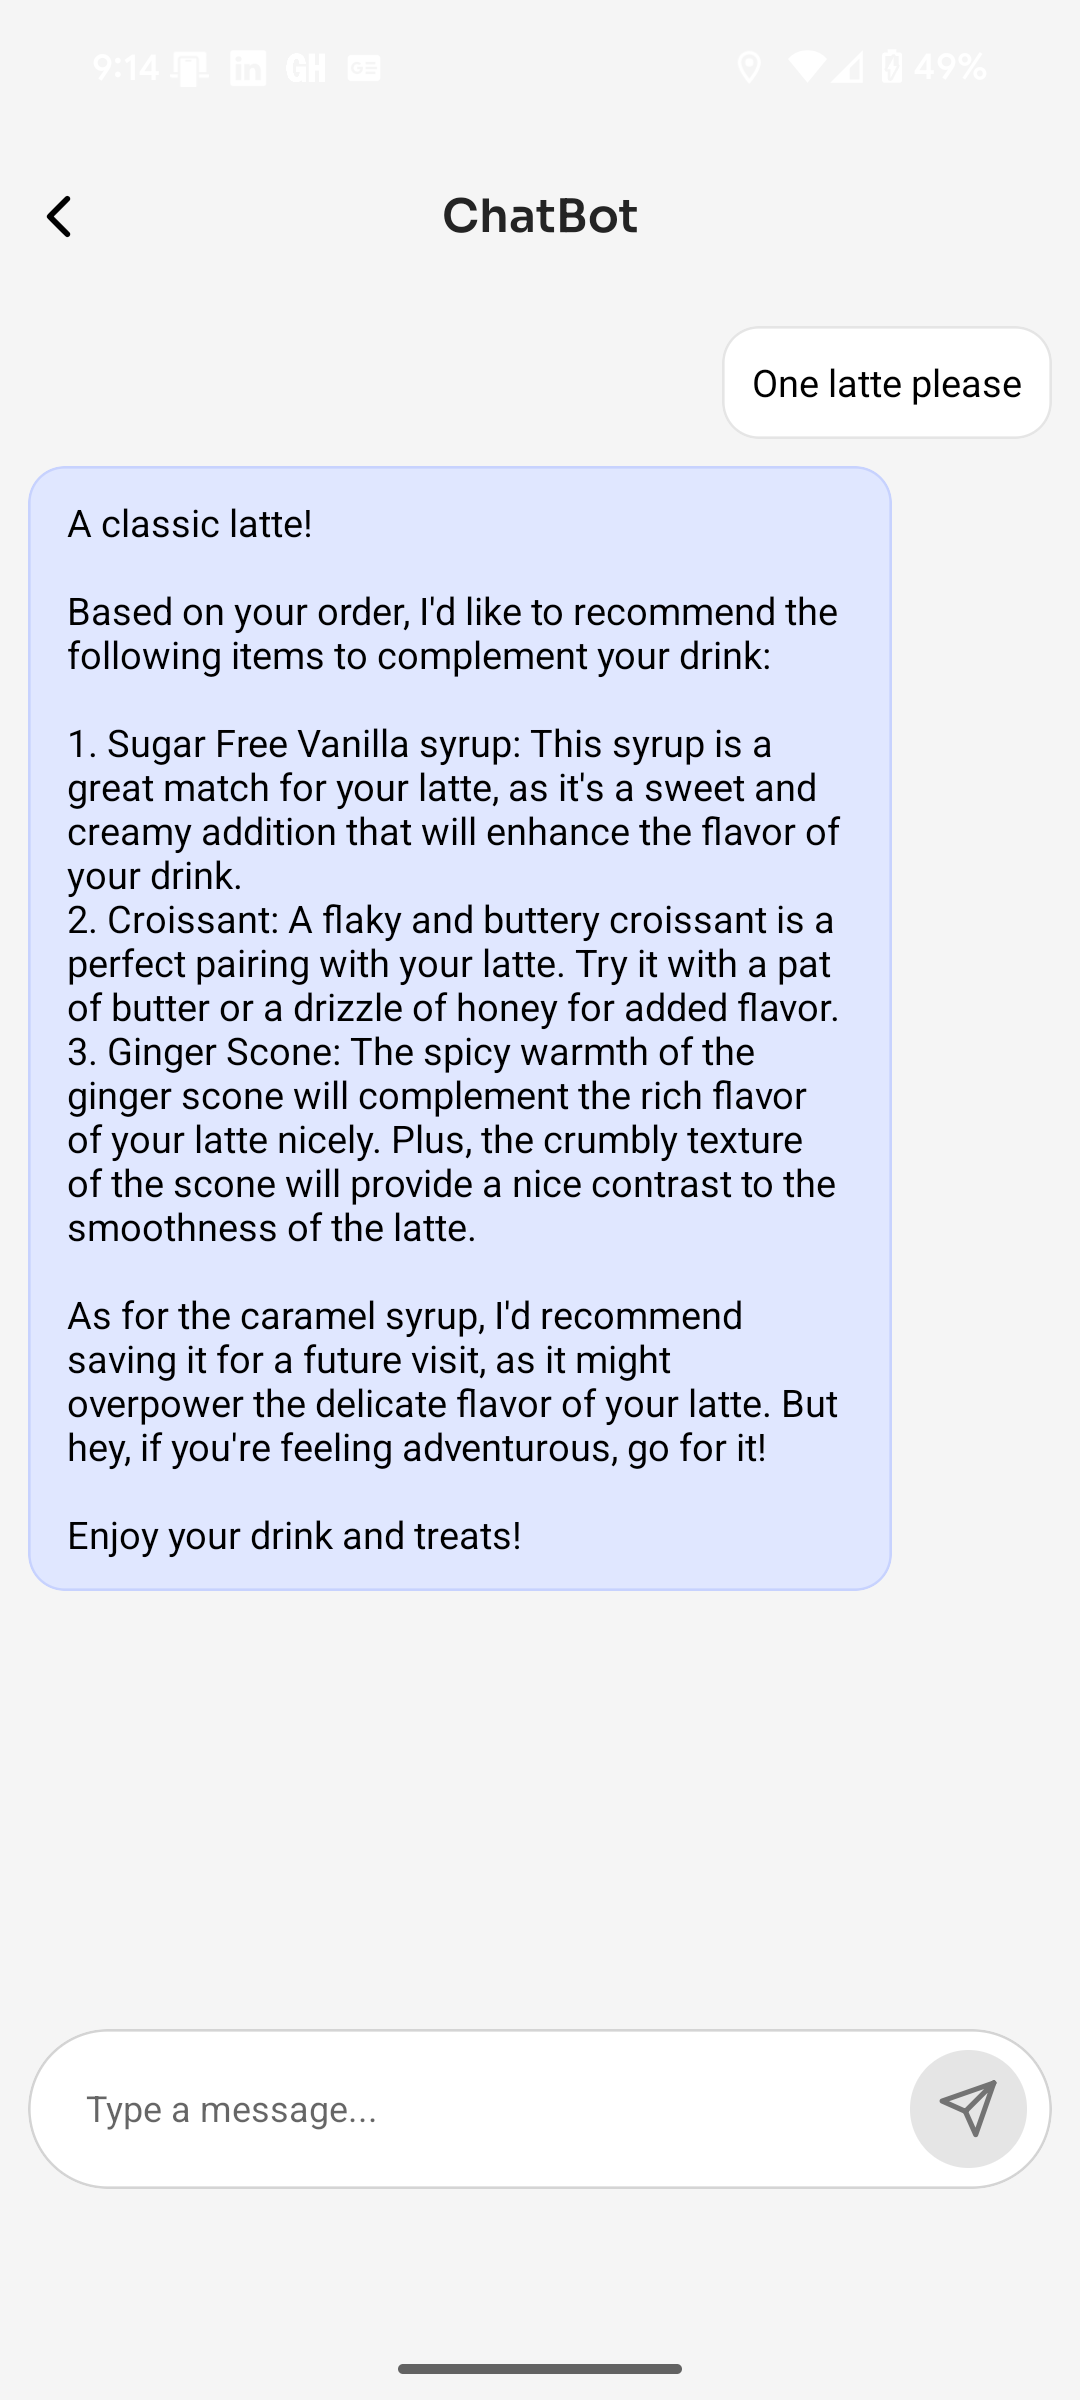 9:14 in GH 49%
ChatBot
One latte please
A classic latte!
Based on your order, I'd like to recommend the
following items to complement your drink:
1. Sugar Free Vanilla syrup: This syrup is a
great match for your latte, as it's a sweet and
creamy addition that will enhance the flavor of
your drink.
2. Croissant: A flaky and buttery croissant is a
perfect pairing with your latte. Try it with a pat
of butter or a drizzle of honey for added flavor.
3. Ginger Scone: The spicy warmth of the
ginger scone will complement the rich flavor
of your latte nicely. Plus, the crumbly texture
of the scone will provide a nice contrast to the
smoothness of the latte.
As for the caramel syrup, I'd recommend
saving it for a future visit, as it might
overpower the delicate flavor of your latte. But
hey, if you're feeling adventurous, go for it!
Enjoy your drink and treats!
Type a message...